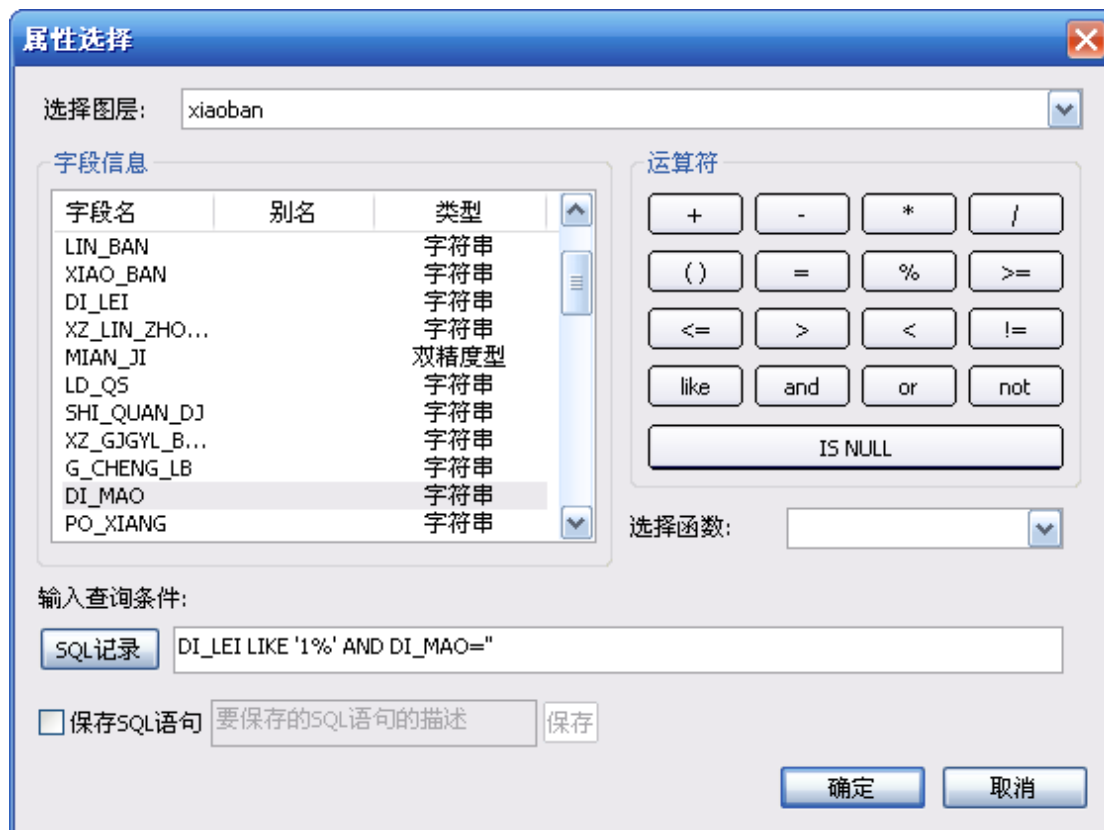 属性选择
选择图层: xiaoban
字段信息
字段名 别名 类型
LIN_BAN 字符串
XIAO_BAN 字符串
DI_LEI 字符串
XZ_LIN_ZHO... 字符串
MIAN_JI 双精度型
LD_QS 字符串
SHI_QUAN_DJ 字符串
XZ_GJGYL_B... 字符串
G_CHENG_LB 字符串
DI_MAO 字符串
PO_XIANG 字符串
运算符
+ - * /
() = % >=
<= > < !=
like and or not
IS NULL
选择函数:
输入查询条件:
SQL记录 DI_LEI LIKE '1%' AND DI_MAO=''
保存SQL语句 要保存的SQL语句的描述 保存
确定 取消